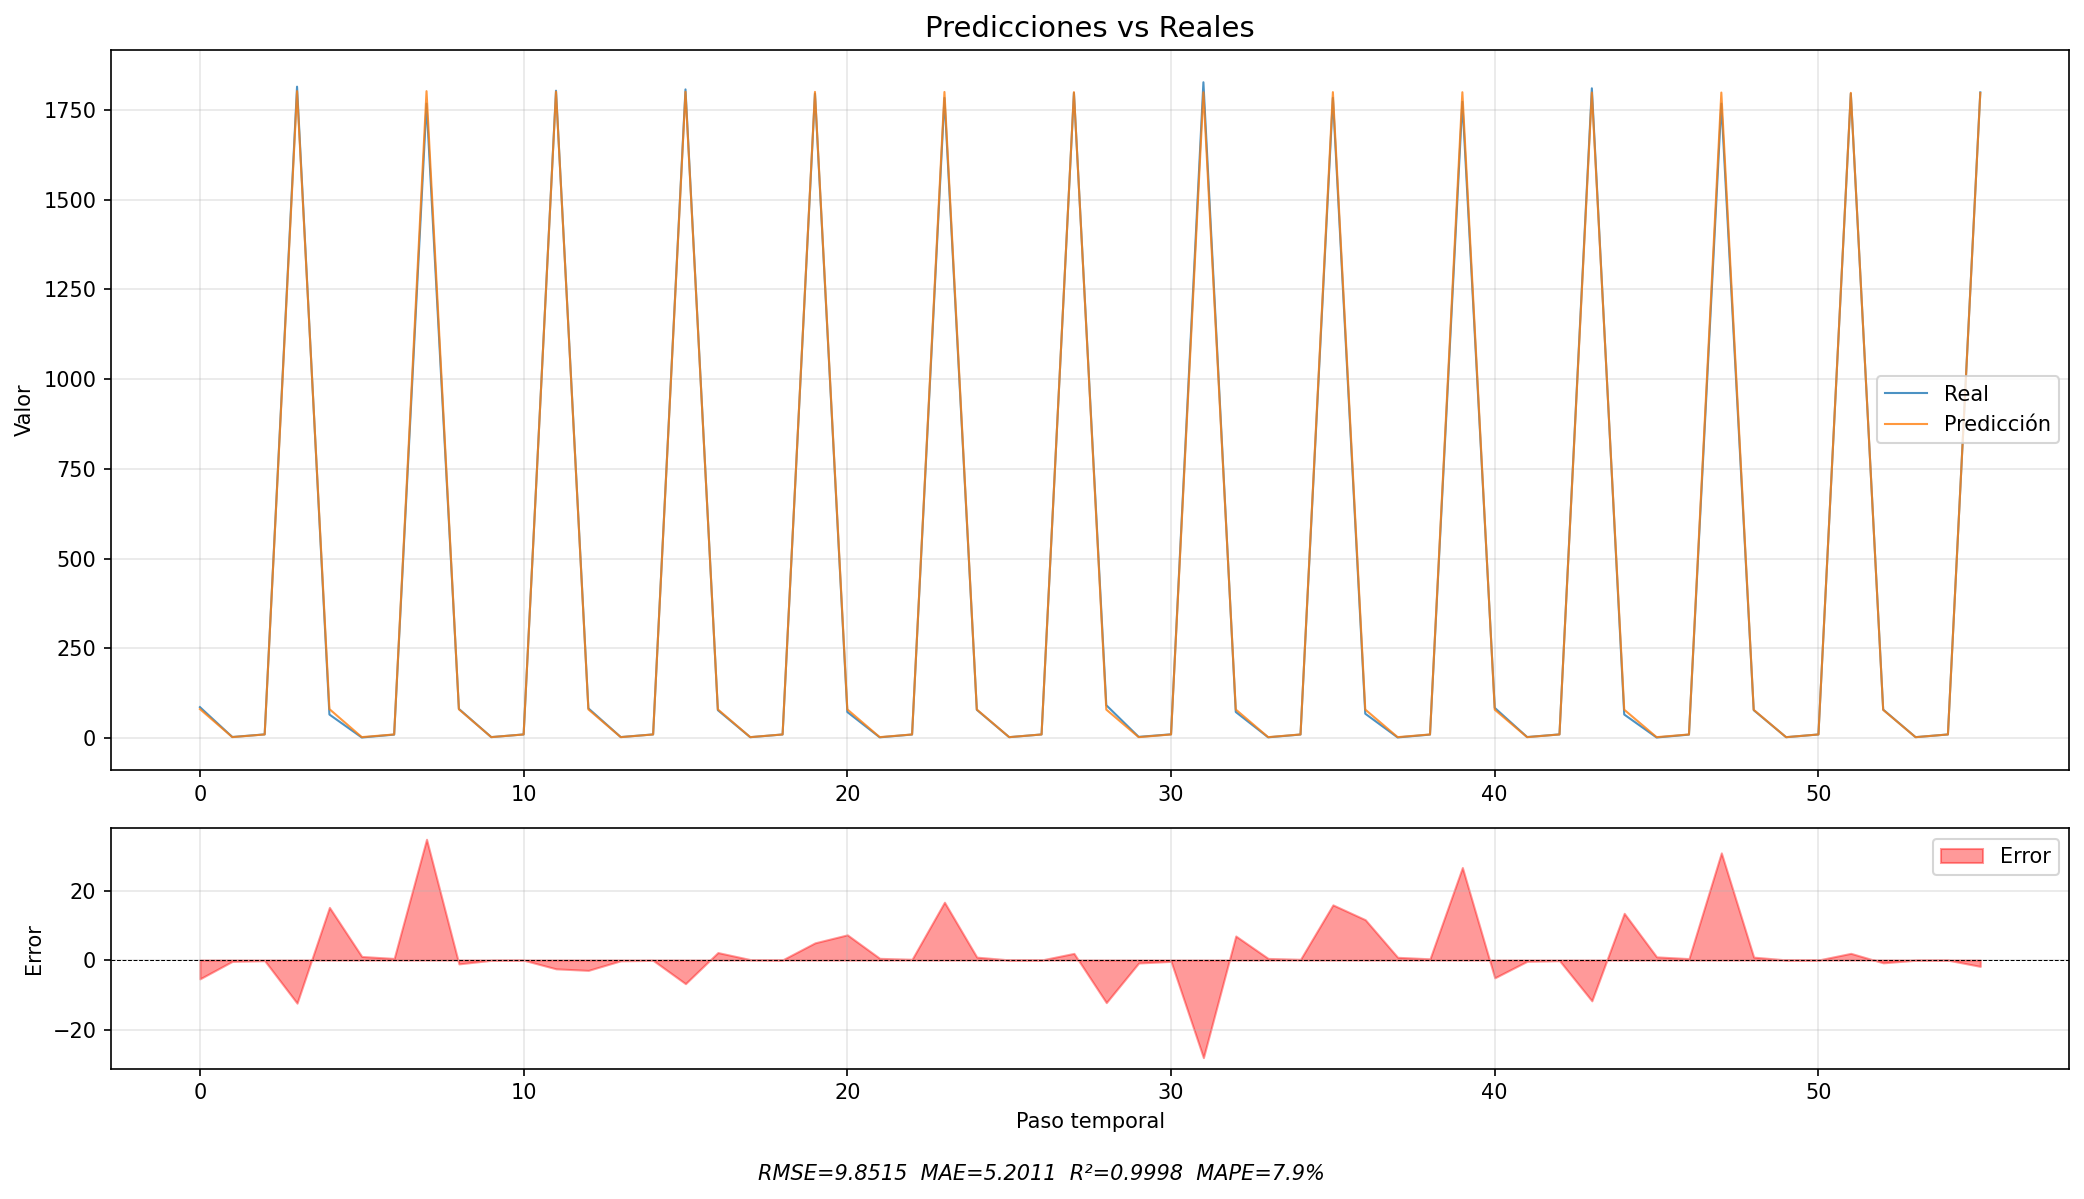 Predicciones vs Reales
1750
1500
1250
1000
750
500
250
0
Valor
Real
Predicción
0 10 20 30 40 50
20
0
−20
Error
Error
0 10 20 30 40 50
Paso temporal
RMSE=9.8515 MAE=5.2011 R²=0.9998 MAPE=7.9%